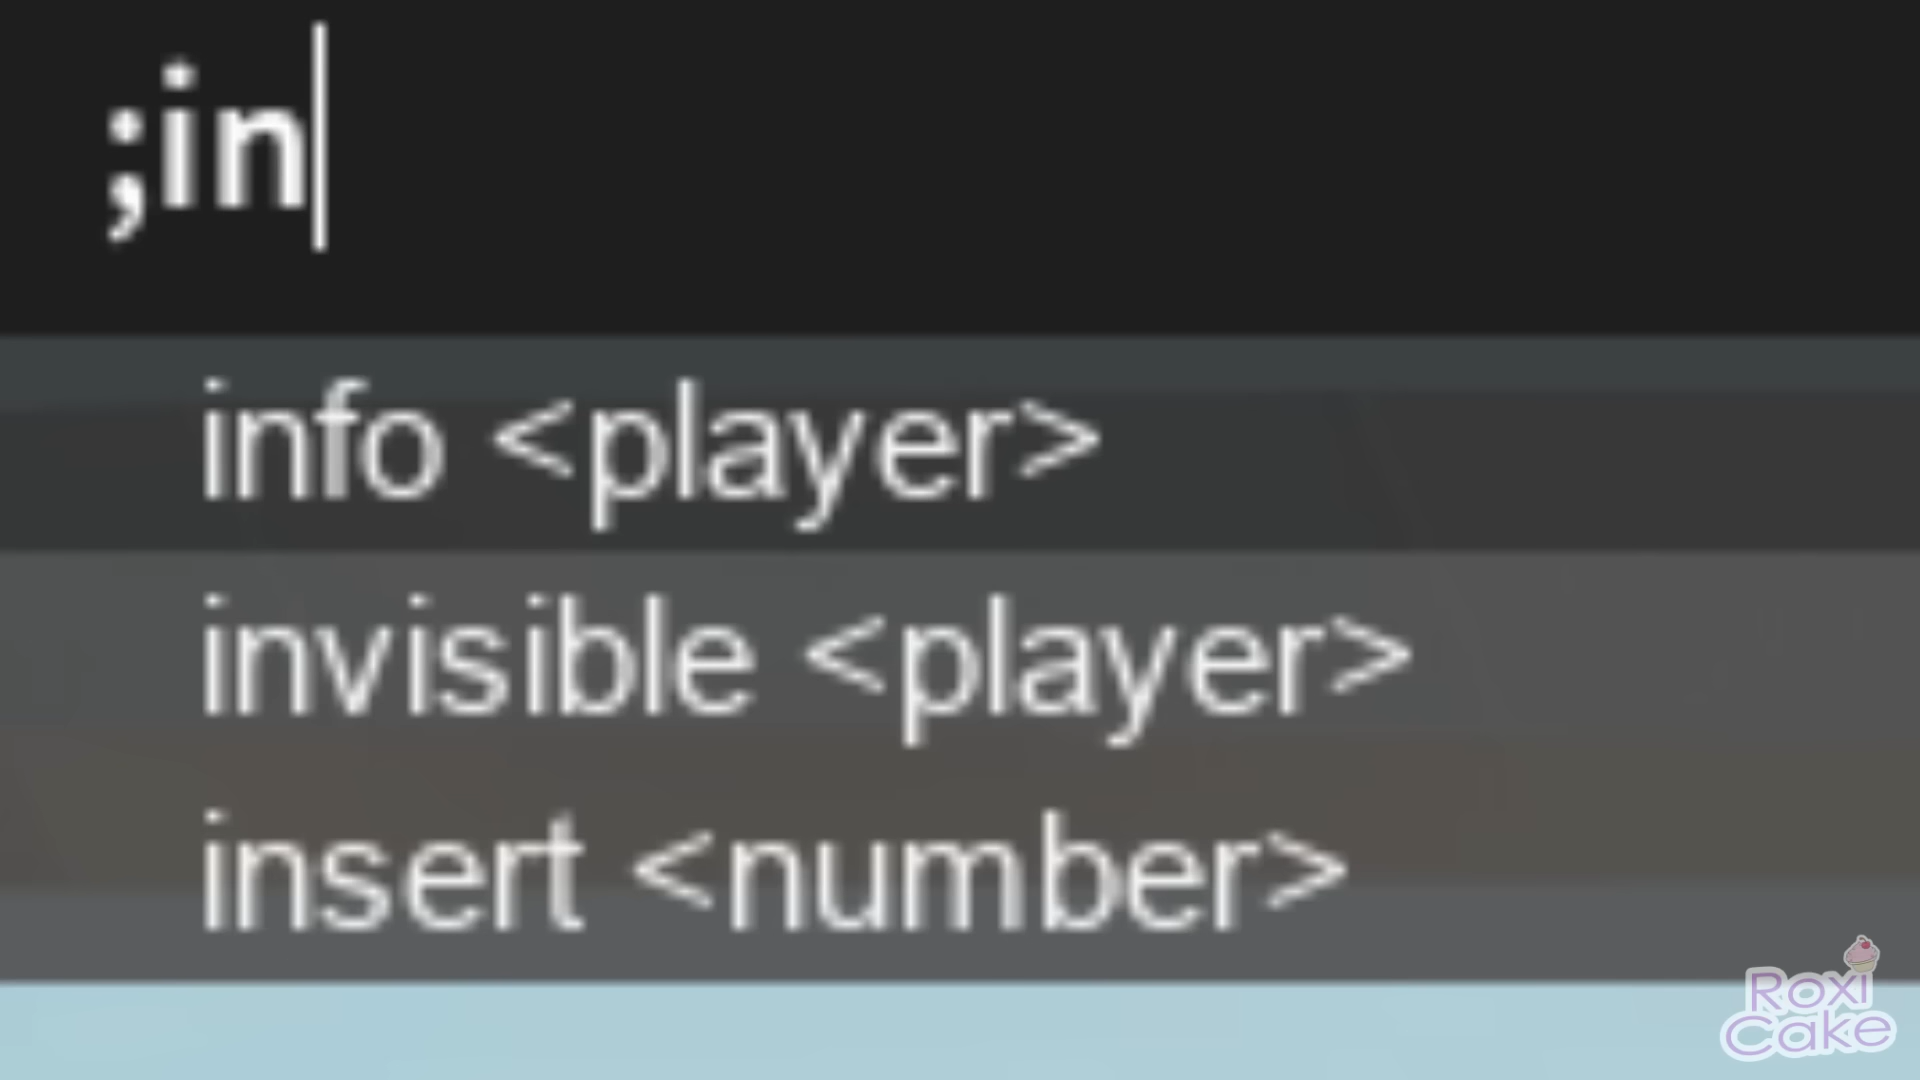 ;in
info <player>
invisible <player>
insert <number>
Roxi
Cake